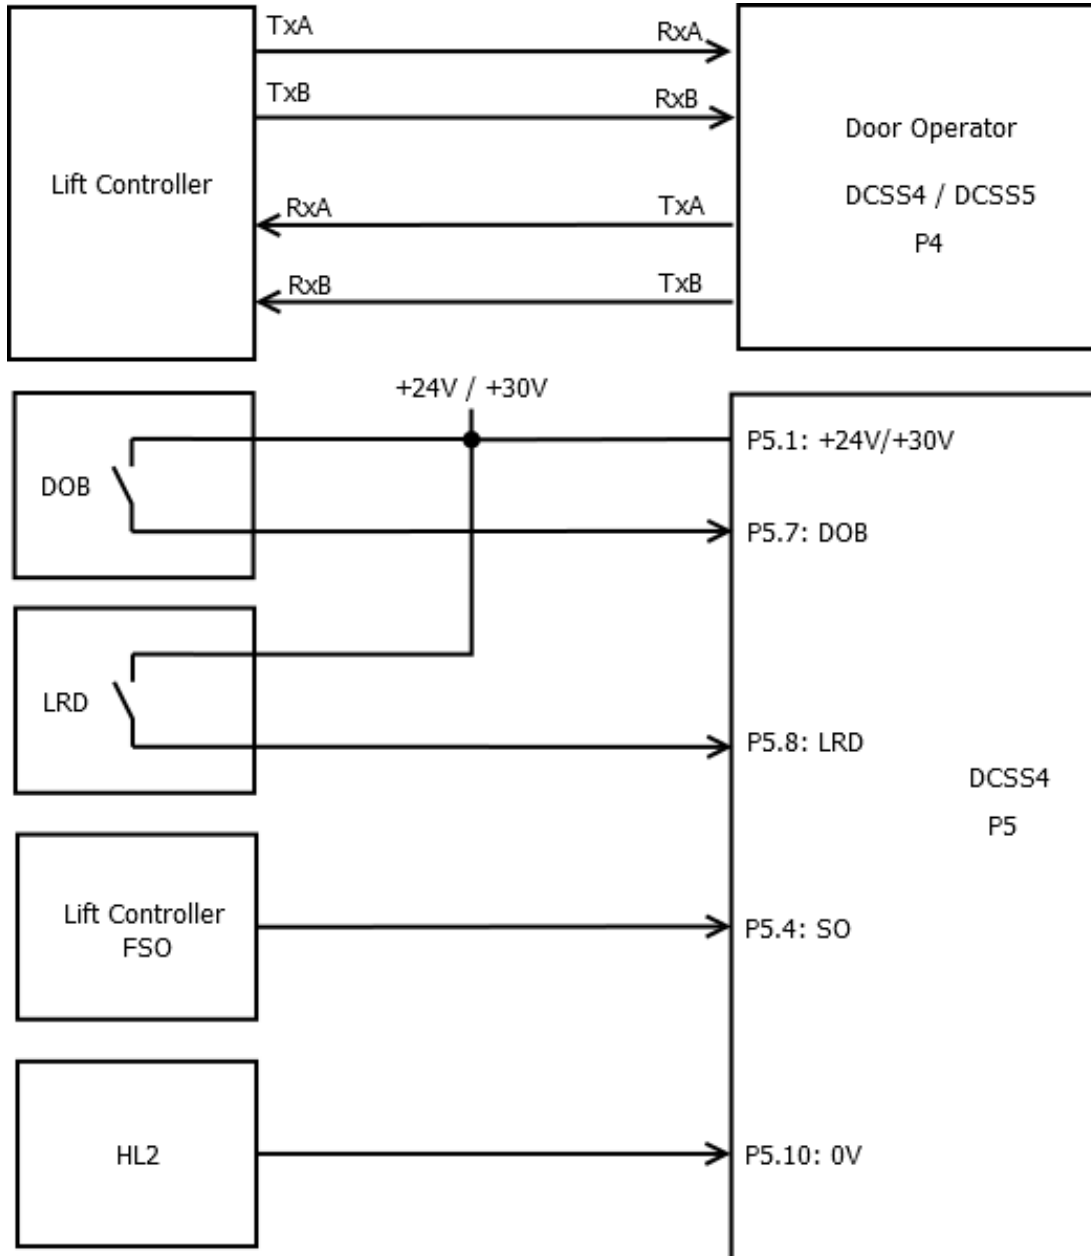 TxA
RxA
TxB
RxB
Lift Controller
Door Operator
DCSS4 / DCSS5
P4
RxA
TxA
RxB
TxB
+24V / +30V
DOB
P5.1: +24V/+30V
P5.7: DOB
LRD
P5.8: LRD
DCSS4
P5
Lift Controller
FSO
P5.4: SO
HL2
P5.10: 0V